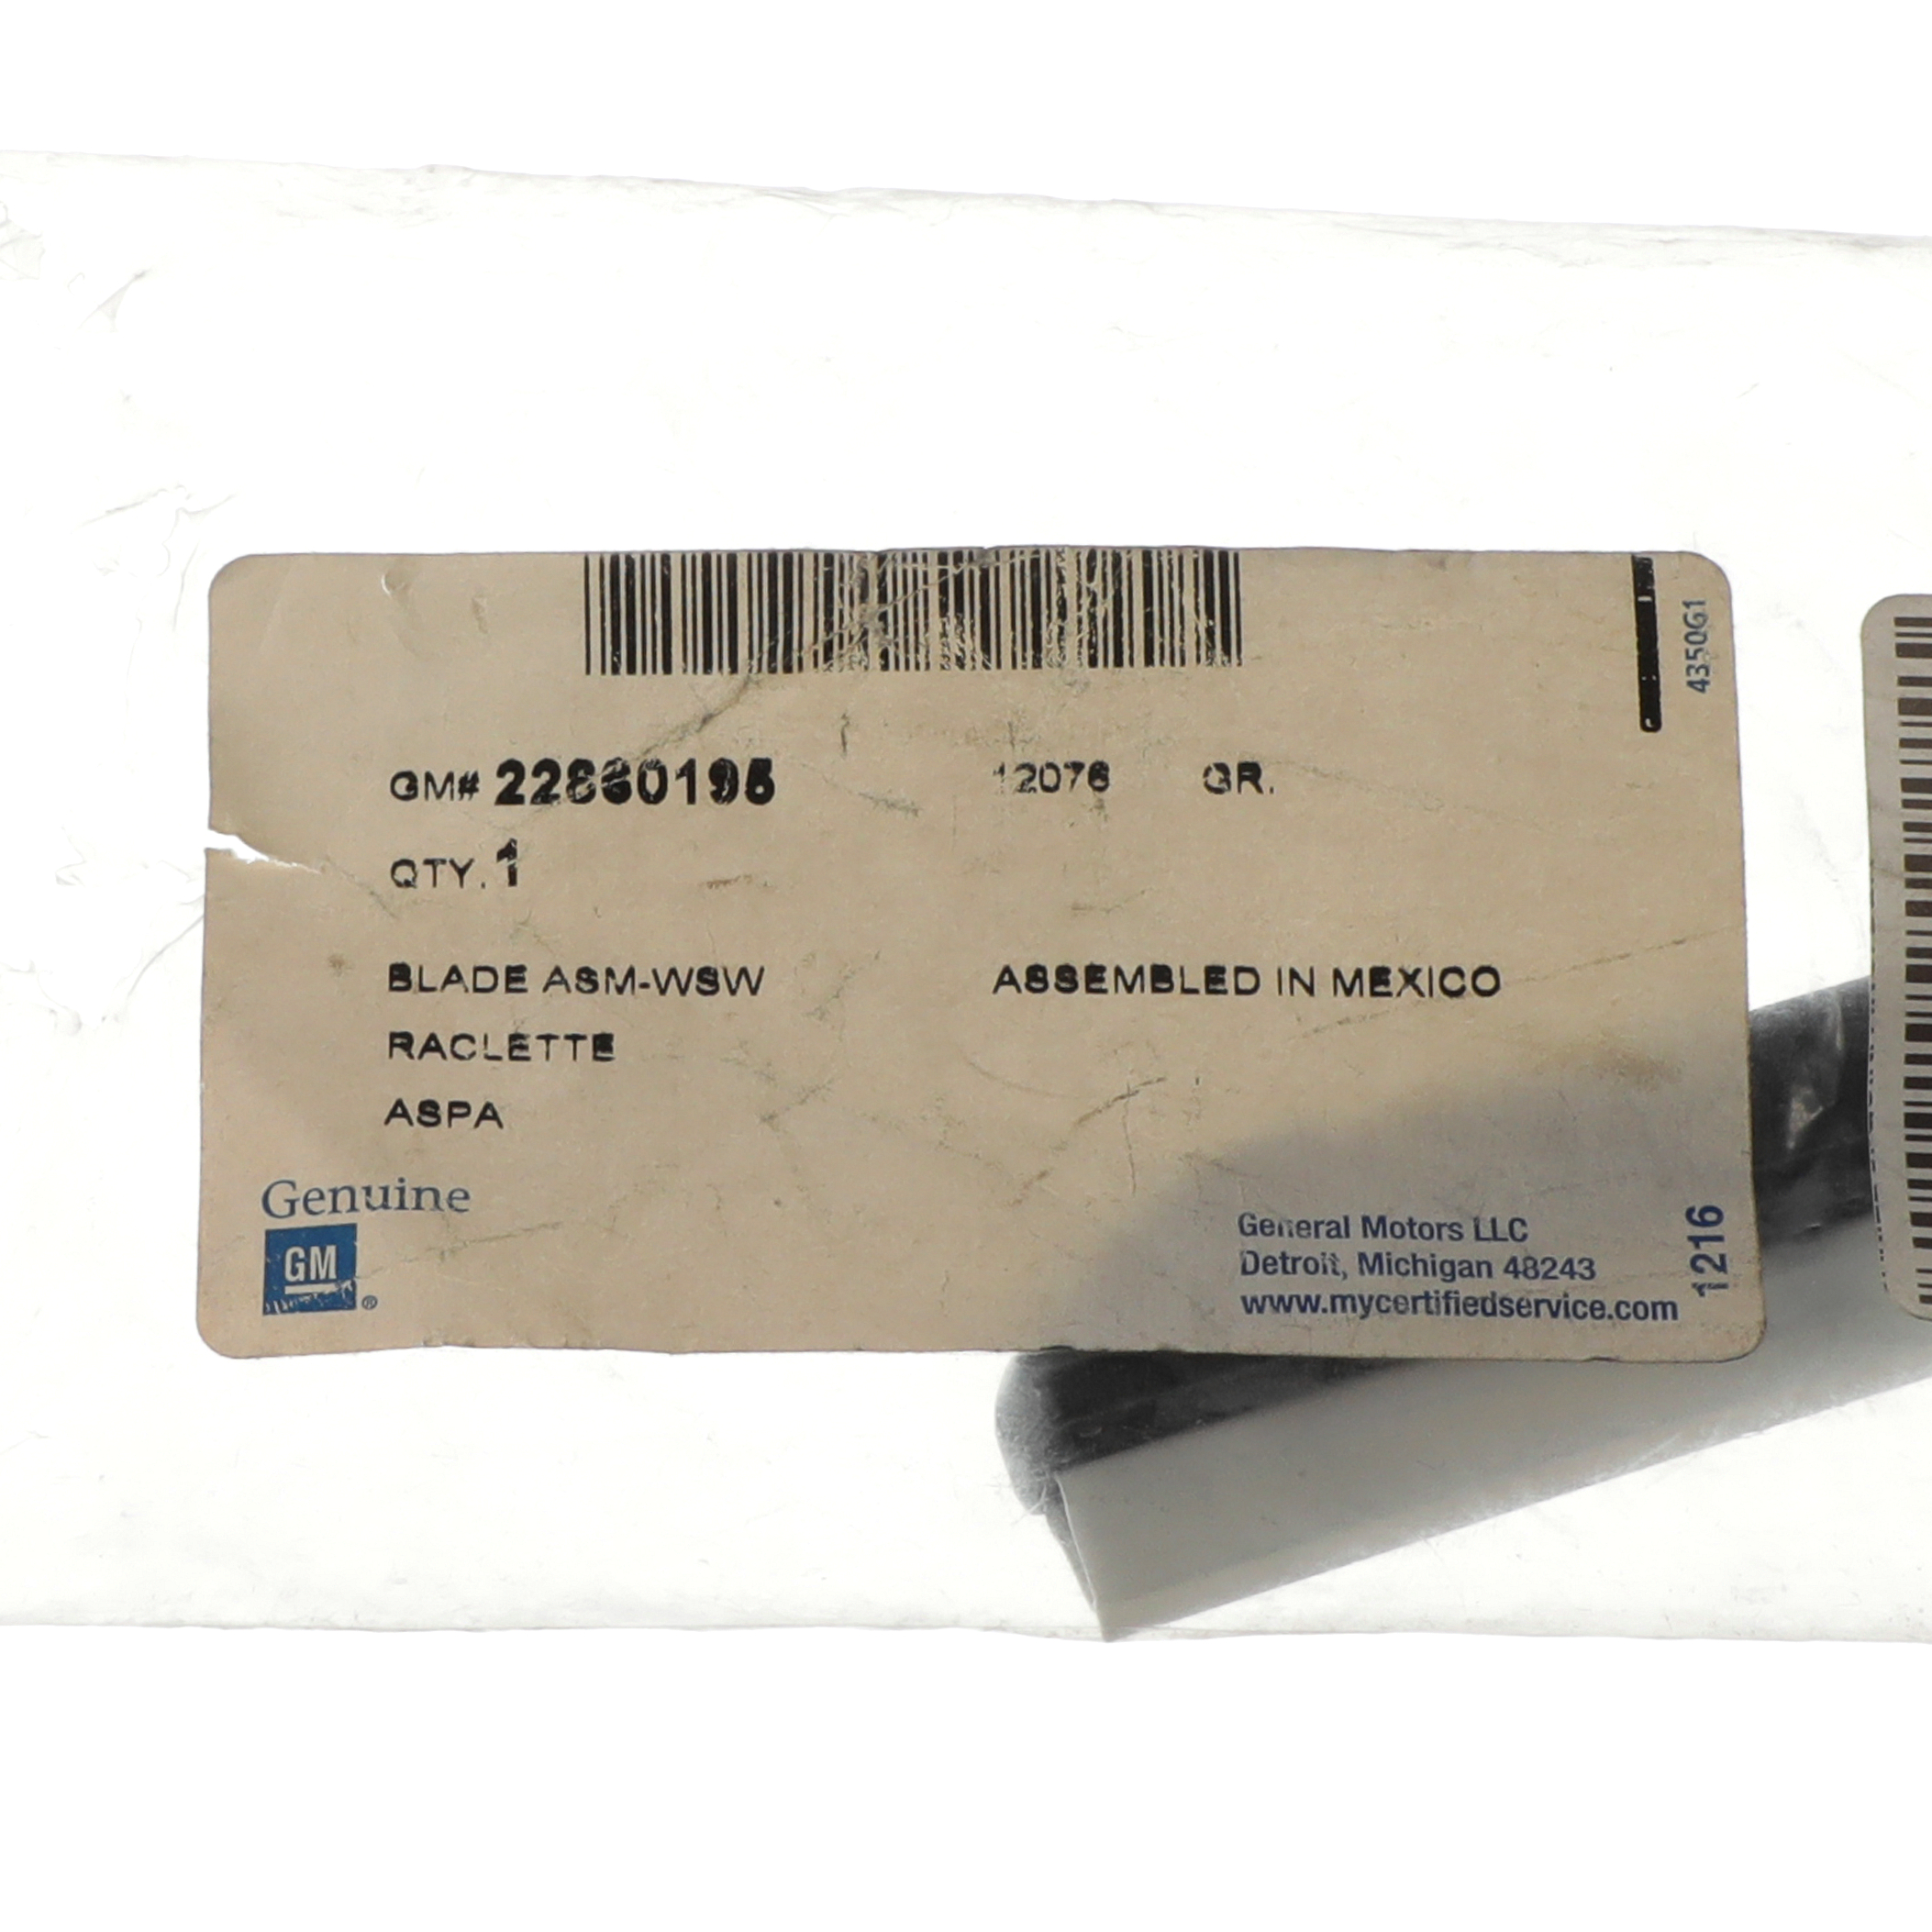 4350G1
GM# 22860195
12076 GR.
QTY. 1
BLADE ASM-WSW
ASSEMBLED IN MEXICO
RACLETTE
ASPA
Genuine
GM ®
General Motors LLC
Detroit, Michigan 48243
www.mycertifiedservice.com
1216